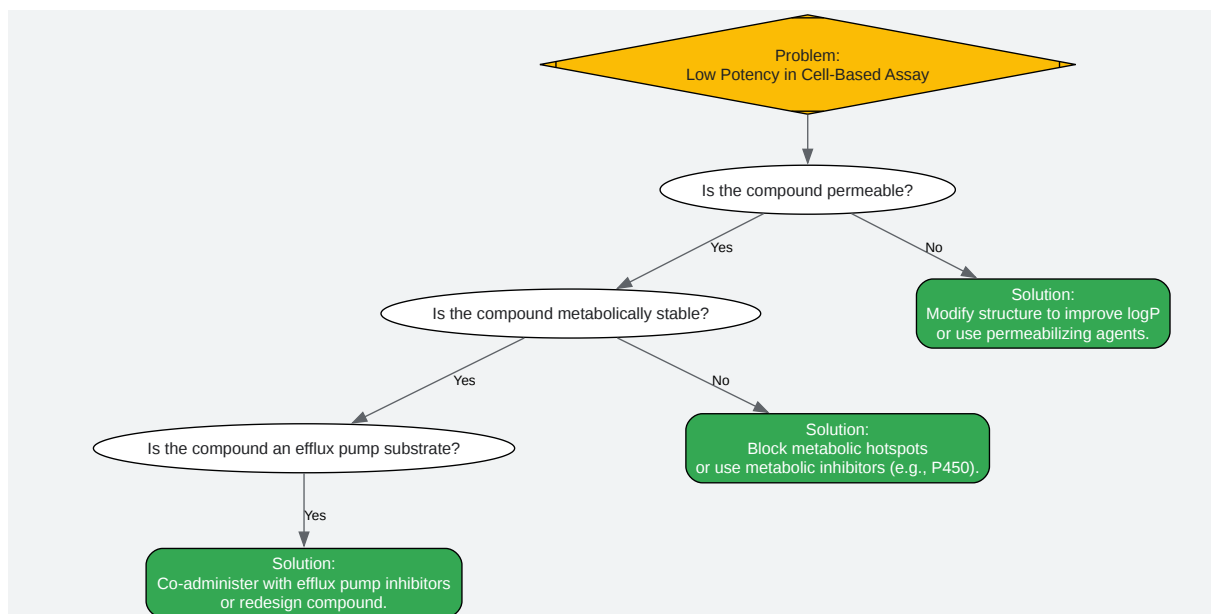 Problem:
Low Potency in Cell-Based Assay
Is the compound permeable?
Yes
No
Solution:
Modify structure to improve logP
or use permeabilizing agents.
Is the compound metabolically stable?
Yes
No
Solution:
Block metabolic hotspots
or use metabolic inhibitors (e.g., P450).
Is the compound an efflux pump substrate?
Yes
Solution:
Co-administer with efflux pump inhibitors
or redesign compound.